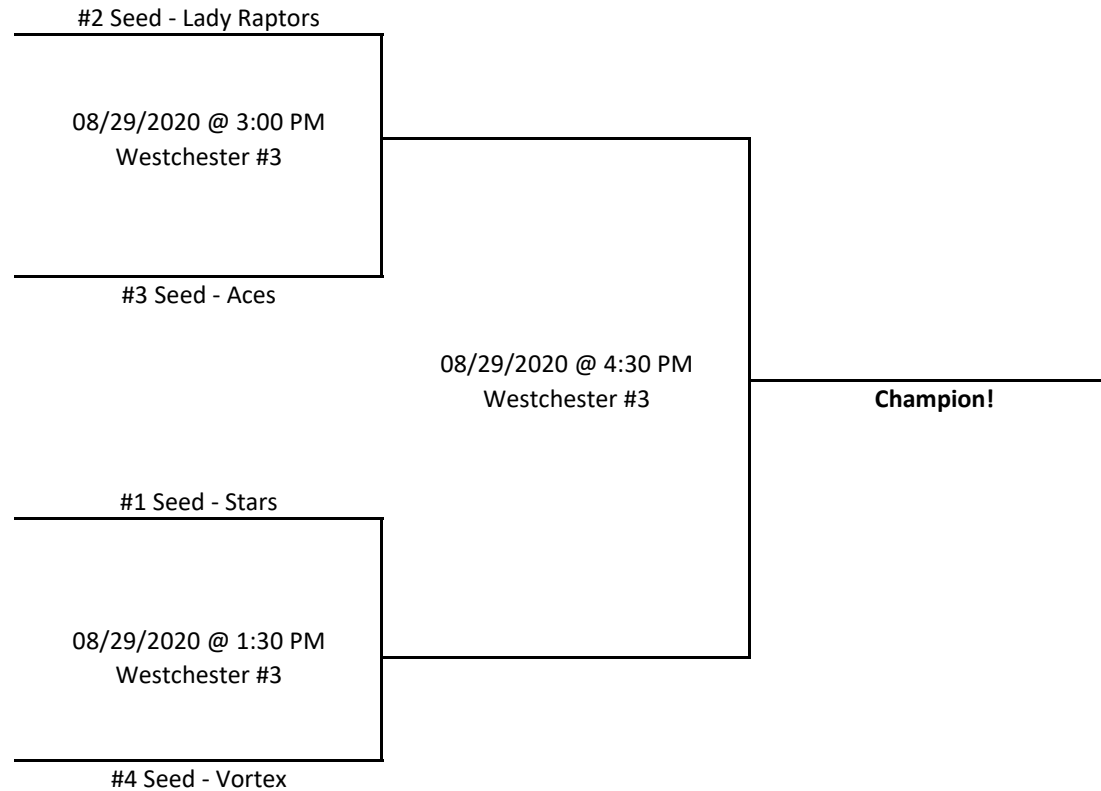 #2 Seed - Lady Raptors
08/29/2020 @ 3:00 PM
Westchester #3
#3 Seed - Aces
08/29/2020 @ 4:30 PM
Westchester #3
Champion!
#1 Seed - Stars
08/29/2020 @ 1:30 PM
Westchester #3
#4 Seed - Vortex